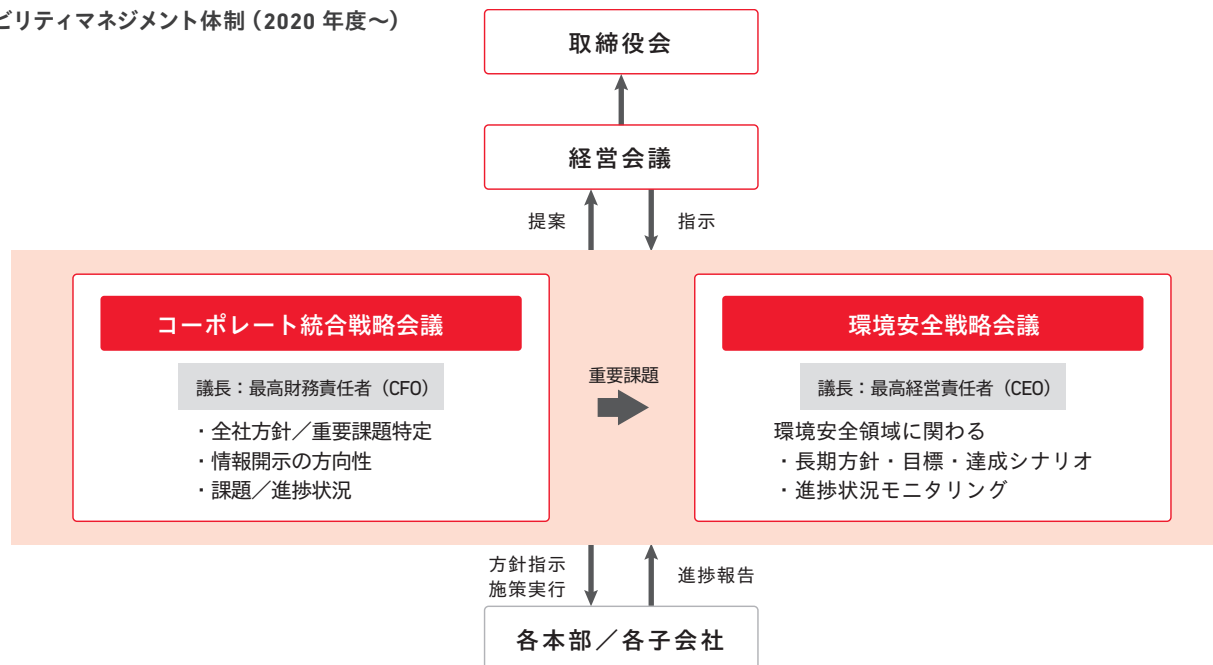 ビリティマネジメント体制（2020 年度～）
取締役会
経営会議
提案
指示
コーポレート統合戦略会議
議長：最高財務責任者（CFO）
・全社方針／重要課題特定
・情報開示の方向性
・課題／進捗状況
重要課題
環境安全戦略会議
議長：最高経営責任者（CEO）
環境安全領域に関わる
・長期方針・目標・達成シナリオ
・進捗状況モニタリング
方針指示
施策実行
進捗報告
各本部／各子会社